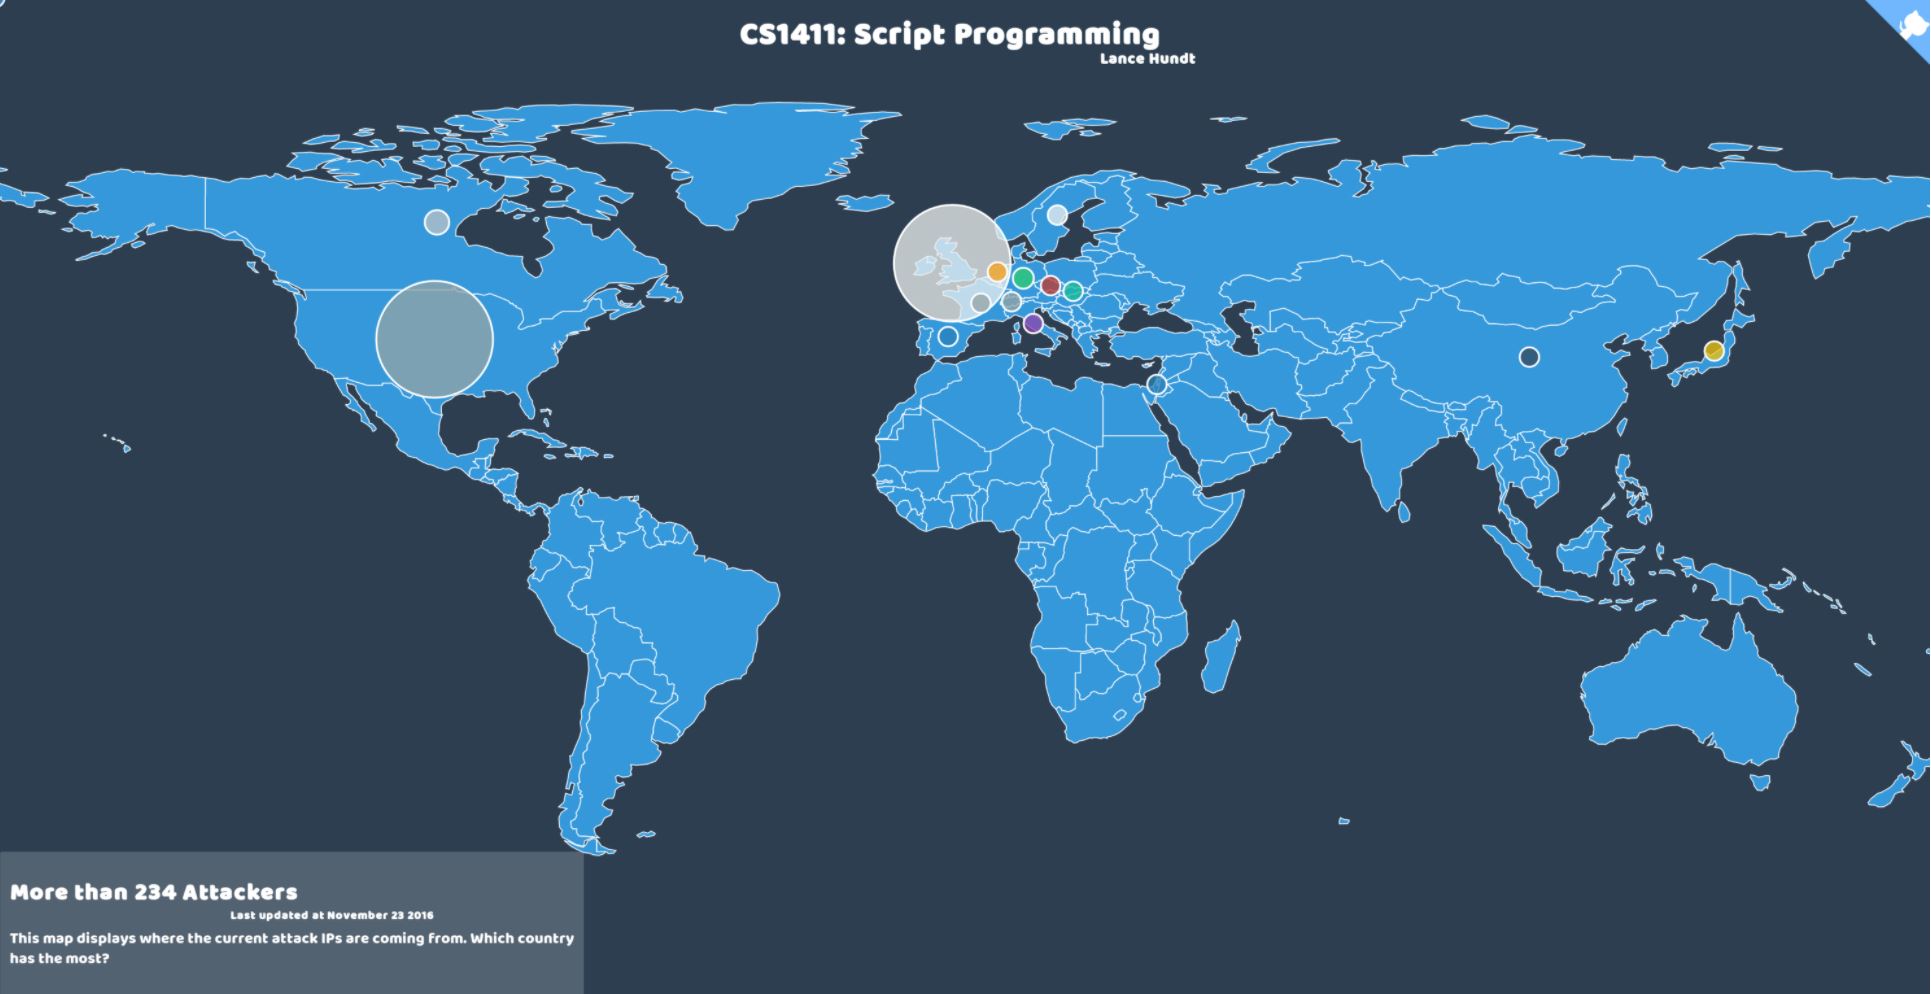 CS1411: Script Programming
Lance Hundt
More than 234 Attackers
Last updated at November 23 2016
This map displays where the current attack IPs are coming from. Which country
has the most?